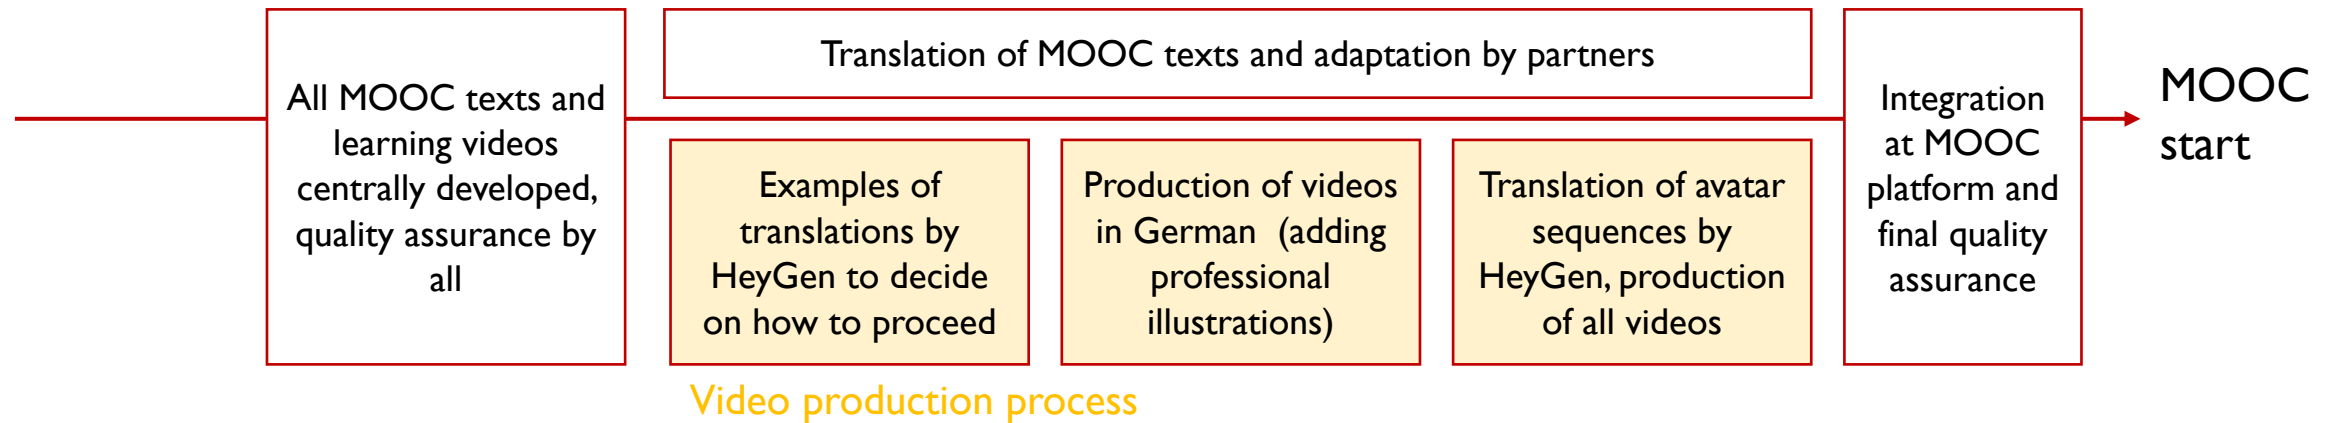 All MOOC texts and
learning videos
centrally developed,
quality assurance by
all
Translation of MOOC texts and adaptation by partners
Examples of
translations by
HeyGen to decide
on how to proceed
Production of videos
in German (adding
professional
illustrations)
Translation of avatar
sequences by
HeyGen, production
of all videos
Video production process
Integration
at MOOC
platform and
final quality
assurance
MOOC
start